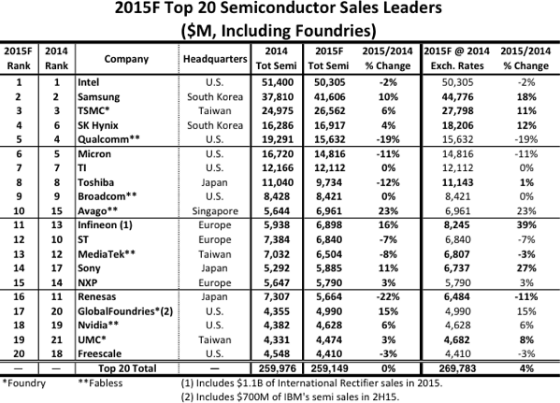 2015F Top 20 Semiconductor Sales Leaders
($M, Including Foundries)
2015F Rank 2014 Rank Company Headquarters 2014 Tot Semi 2015F Tot Semi 2015/2014 % Change 2015F @ 2014 Exch. Rates 2015/2014 % Change
1 1 Intel U.S. 51,400 50,305 -2% 50,305 -2%
2 2 Samsung South Korea 37,810 41,606 10% 44,776 18%
3 3 TSMC* Taiwan 24,975 26,562 6% 27,798 11%
4 6 SK Hynix South Korea 16,286 16,917 4% 18,206 12%
5 4 Qualcomm** U.S. 19,291 15,632 -19% 15,632 -19%
6 5 Micron U.S. 16,720 14,816 -11% 14,816 -11%
7 7 TI U.S. 12,166 12,112 0% 12,112 0%
8 8 Toshiba Japan 11,040 9,734 -12% 11,143 1%
9 9 Broadcom** U.S. 8,428 8,421 0% 8,421 0%
10 15 Avago** Singapore 5,644 6,961 23% 6,961 23%
11 13 Infineon (1) Europe 5,938 6,898 16% 8,245 39%
12 10 ST Europe 7,384 6,840 -7% 6,840 -7%
13 12 MediaTek** Taiwan 7,032 6,504 -8% 6,807 -3%
14 17 Sony Japan 5,292 5,885 11% 6,737 27%
15 14 NXP Europe 5,647 5,790 3% 5,790 3%
16 11 Renesas Japan 7,307 5,664 -22% 6,484 -11%
17 20 GlobalFoundries*(2) U.S. 4,355 4,990 15% 4,990 15%
18 19 Nvidia** U.S. 4,382 4,628 6% 4,628 6%
19 21 UMC* Taiwan 4,331 4,474 3% 4,682 8%
20 18 Freescale U.S. 4,548 4,410 -3% 4,410 -3%
— — Top 20 Total — 259,976 259,149 0% 269,783 4%
*Foundry **Fabless (1) Includes $1.1B of International Rectifier sales in 2015.
(2) Includes $700M of IBM's semi sales in 2H15.